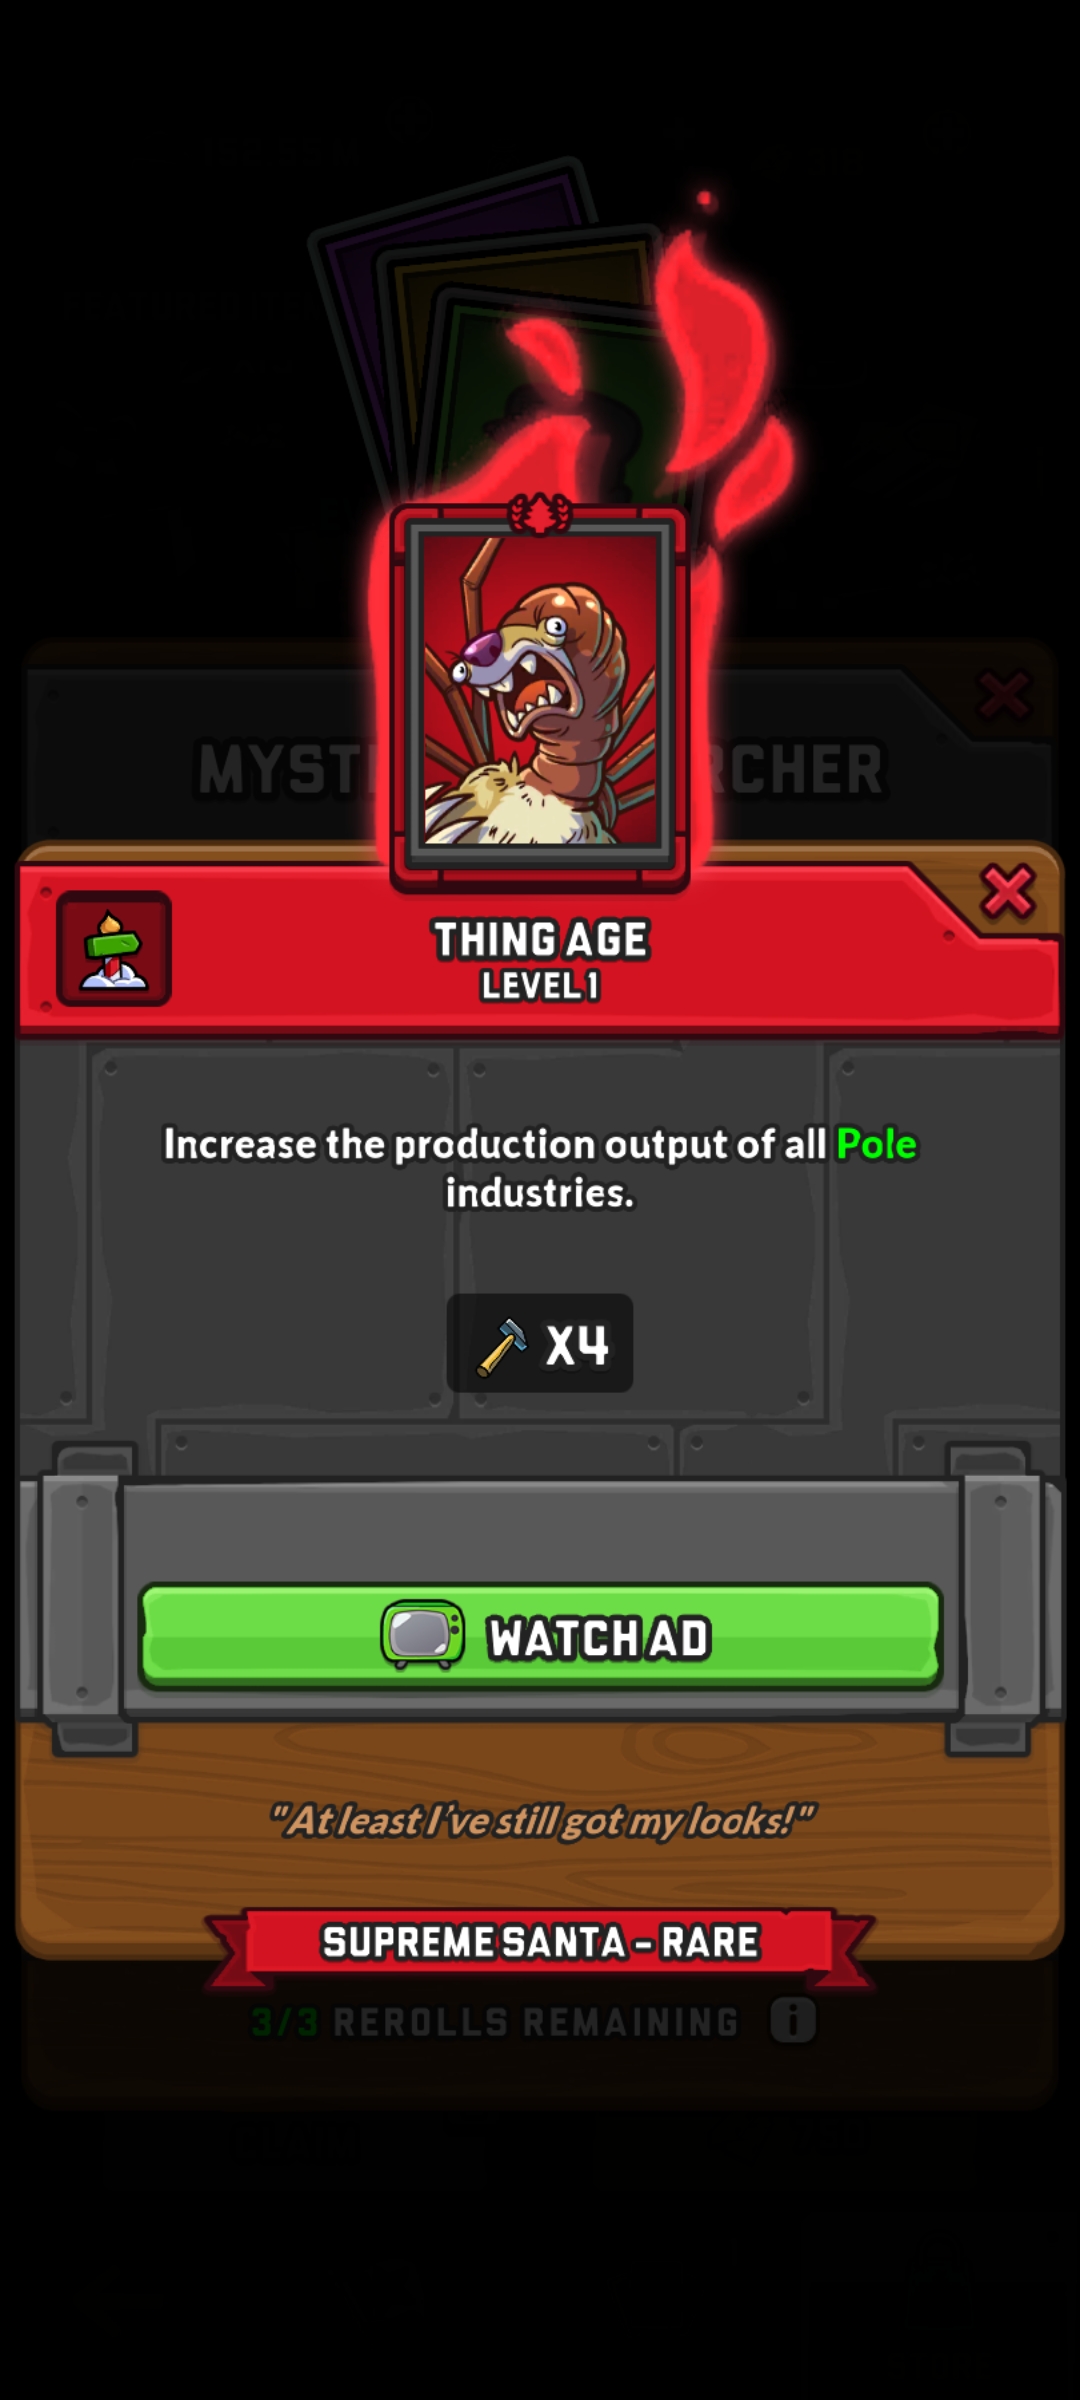 MYST RCHER
THING AGE
LEVEL 1
Increase the production output of all Pole
industries.
X4
WATCH AD
"At least I've still got my looks!"
SUPREME SANTA - RARE
3/3 REROLLS REMAINING i